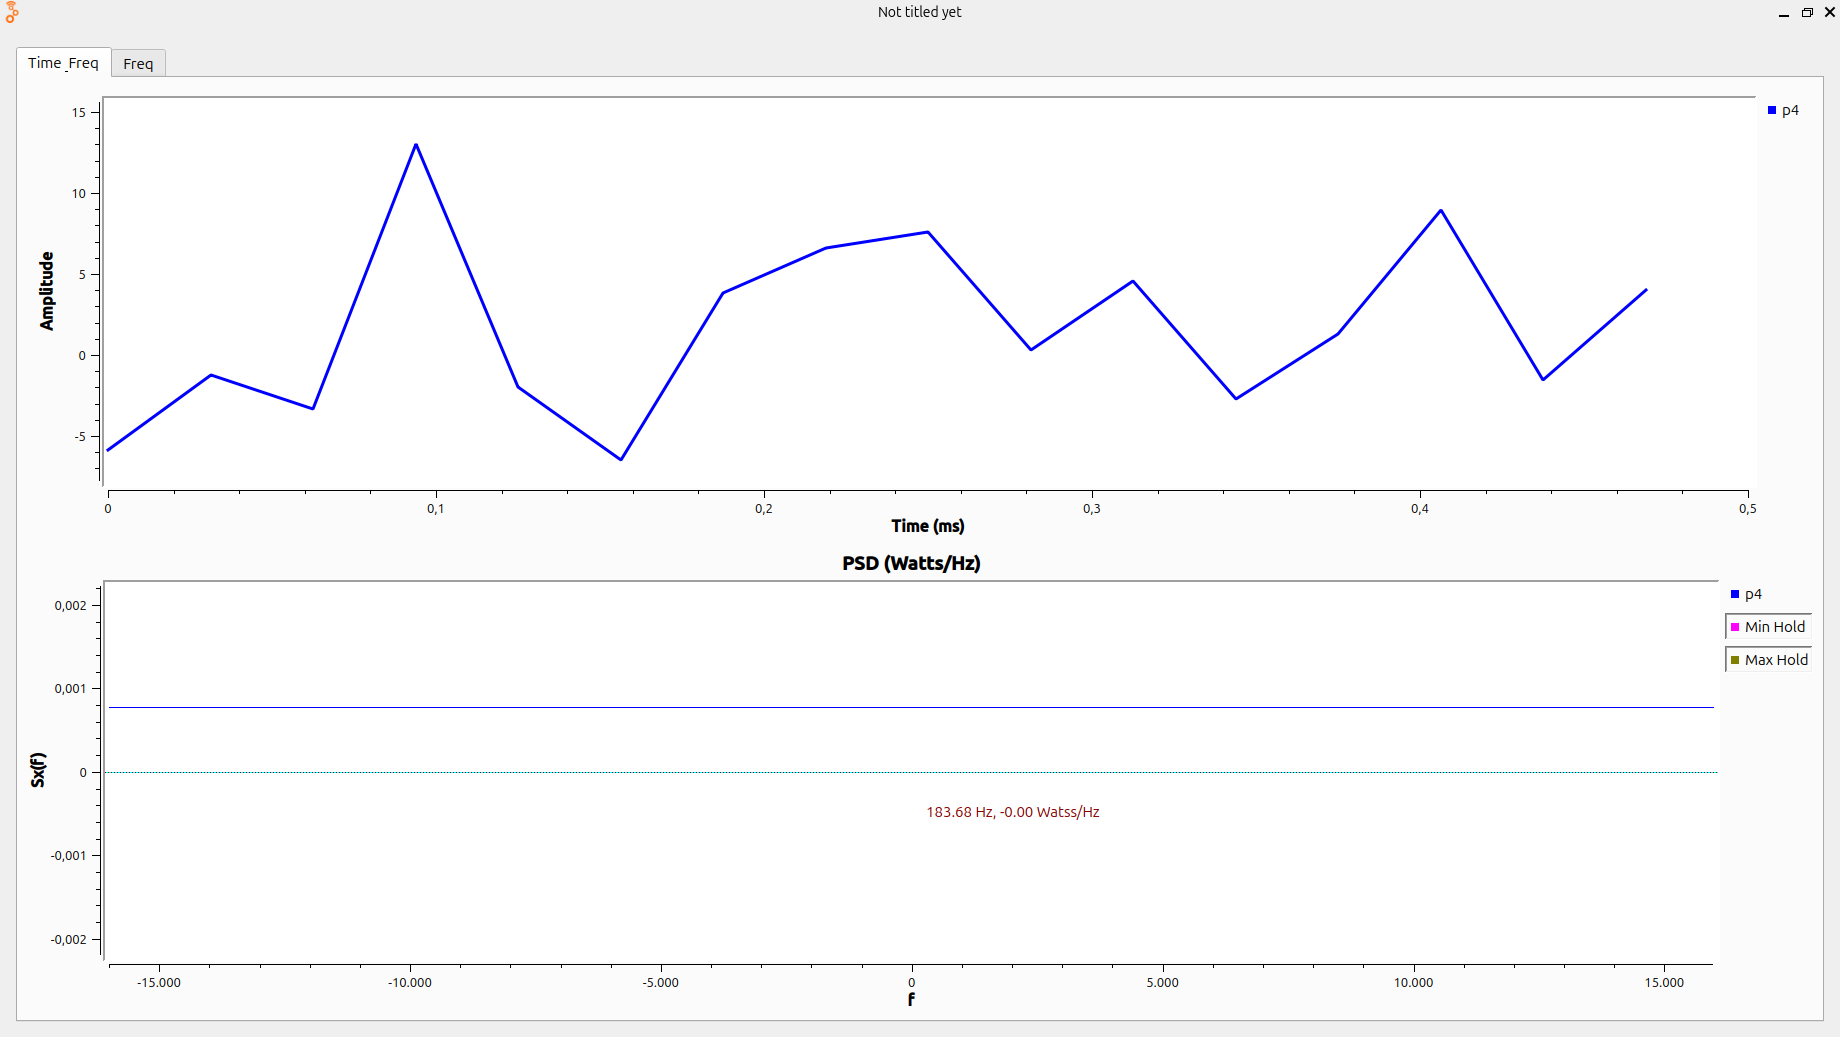 Not titled yet
Time_Freq
Freq
15
10
5
0
-5
Amplitude
p4
0
0,1
0,2
0,3
0,4
0,5
Time (ms)
PSD (Watts/Hz)
0,002
0,001
0
-0,001
-0,002
Sx(f)
p4
Min Hold
Max Hold
183.68 Hz, -0.00 Watss/Hz
-15.000
-10.000
-5.000
0
5.000
10.000
15.000
f